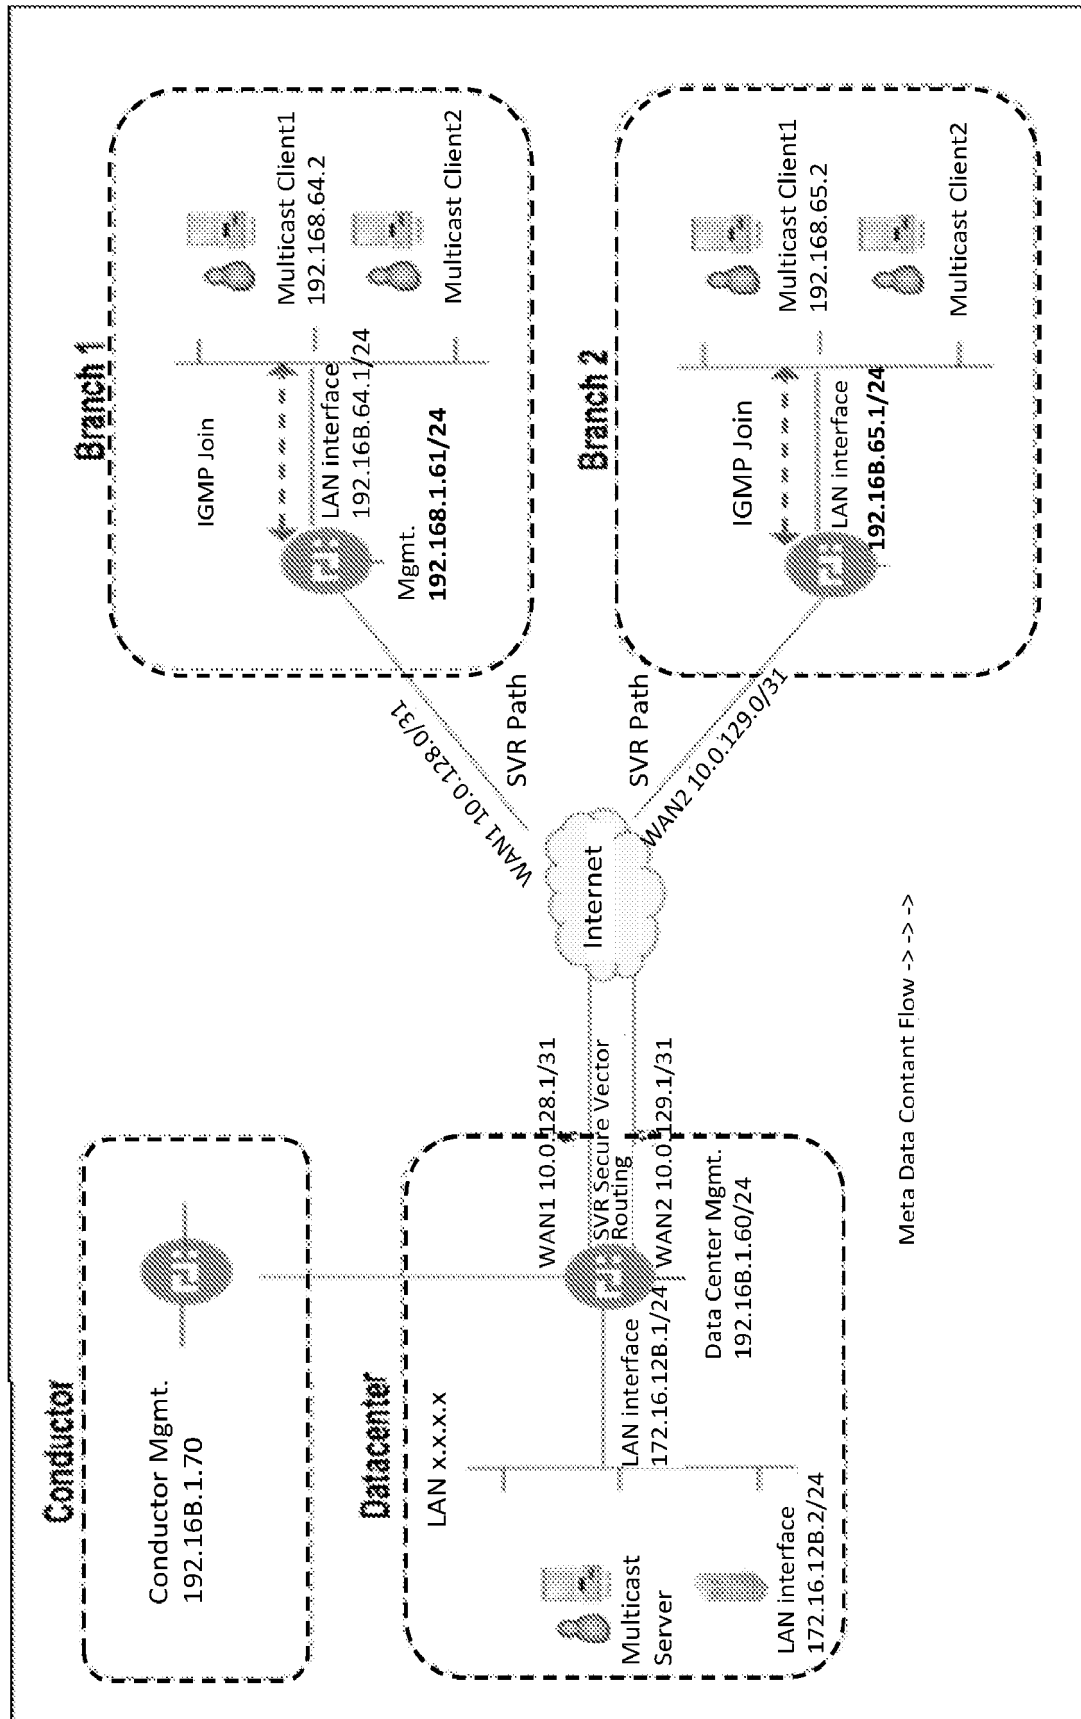 Conductor
Conductor Mgmt.
192.16B.1.70
Datacenter
LAN x.x.x.x
Multicast
Server
LAN interface
172.16.12B.2/24
LAN interface
172.16.12B.1/24
Data Center Mgmt.
192.16B.1.60/24
WAN1 10.0.128.1/31
SVR Secure Vector
Routing
WAN2 10.0.129.1/31
Internet
WAN1 10.0.128.0/31
SVR Path
SVR Path
WAN2 10.0.129.0/31
Branch 1
IGMP Join
LAN interface
192.16B.64.1/24
Mgmt.
192.168.1.61/24
Multicast Client1
192.168.64.2
Multicast Client2
Branch 2
IGMP Join
LAN interface
192.16B.65.1/24
Multicast Client1
192.168.65.2
Multicast Client2
Meta Data Contant Flow -> -> ->